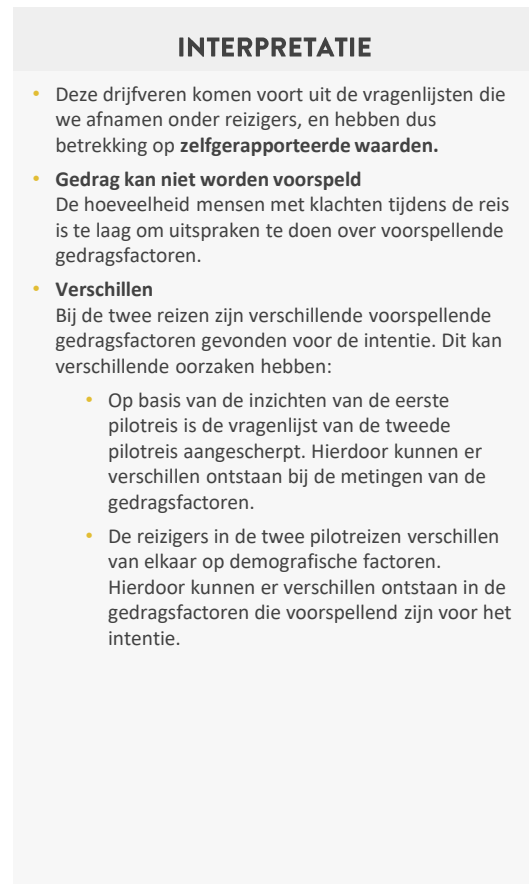 INTERPRETATIE
• Deze drijfveren komen voort uit de vragenlijsten die
we afnamen onder reizigers, en hebben dus
betrekking op zelfgerapporteerde waarden.
• Gedrag kan niet worden voorspeld
De hoeveelheid mensen met klachten tijdens de reis
is te laag om uitspraken te doen over voorspellende
gedragsfactoren.
• Verschillen
Bij de twee reizen zijn verschillende voorspellende
gedragsfactoren gevonden voor de intentie. Dit kan
verschillende oorzaken hebben:
• Op basis van de inzichten van de eerste
pilotreis is de vragenlijst van de tweede
pilotreis aangescherpt. Hierdoor kunnen er
verschillen ontstaan bij de metingen van de
gedragsfactoren.
• De reizigers in de twee pilotreizen verschillen
van elkaar op demografische factoren.
Hierdoor kunnen er verschillen ontstaan in de
gedragsfactoren die voorspellend zijn voor het
intentie.